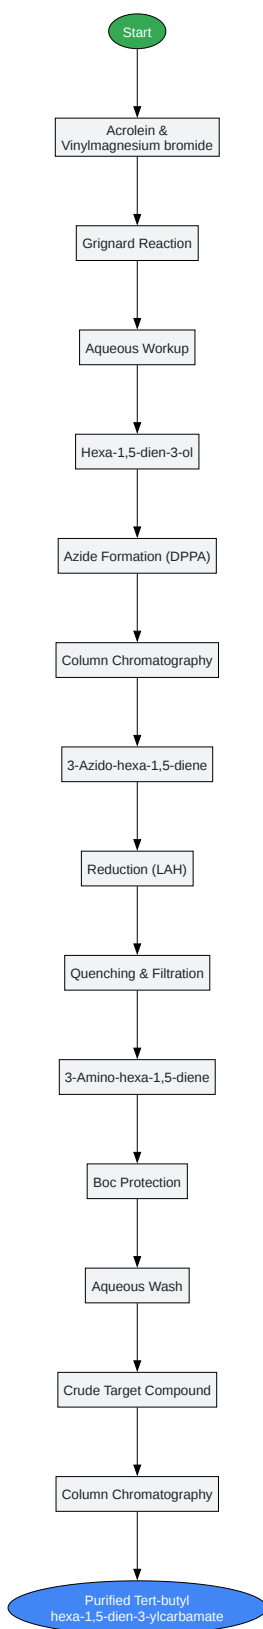 Start
Acrolein &
Vinylmagnesium bromide
Grignard Reaction
Aqueous Workup
Hexa-1,5-dien-3-ol
Azide Formation (DPPA)
Column Chromatography
3-Azido-hexa-1,5-diene
Reduction (LAH)
Quenching & Filtration
3-Amino-hexa-1,5-diene
Boc Protection
Aqueous Wash
Crude Target Compound
Column Chromatography
Purified Tert-butyl
hexa-1,5-dien-3-ylcarbamate